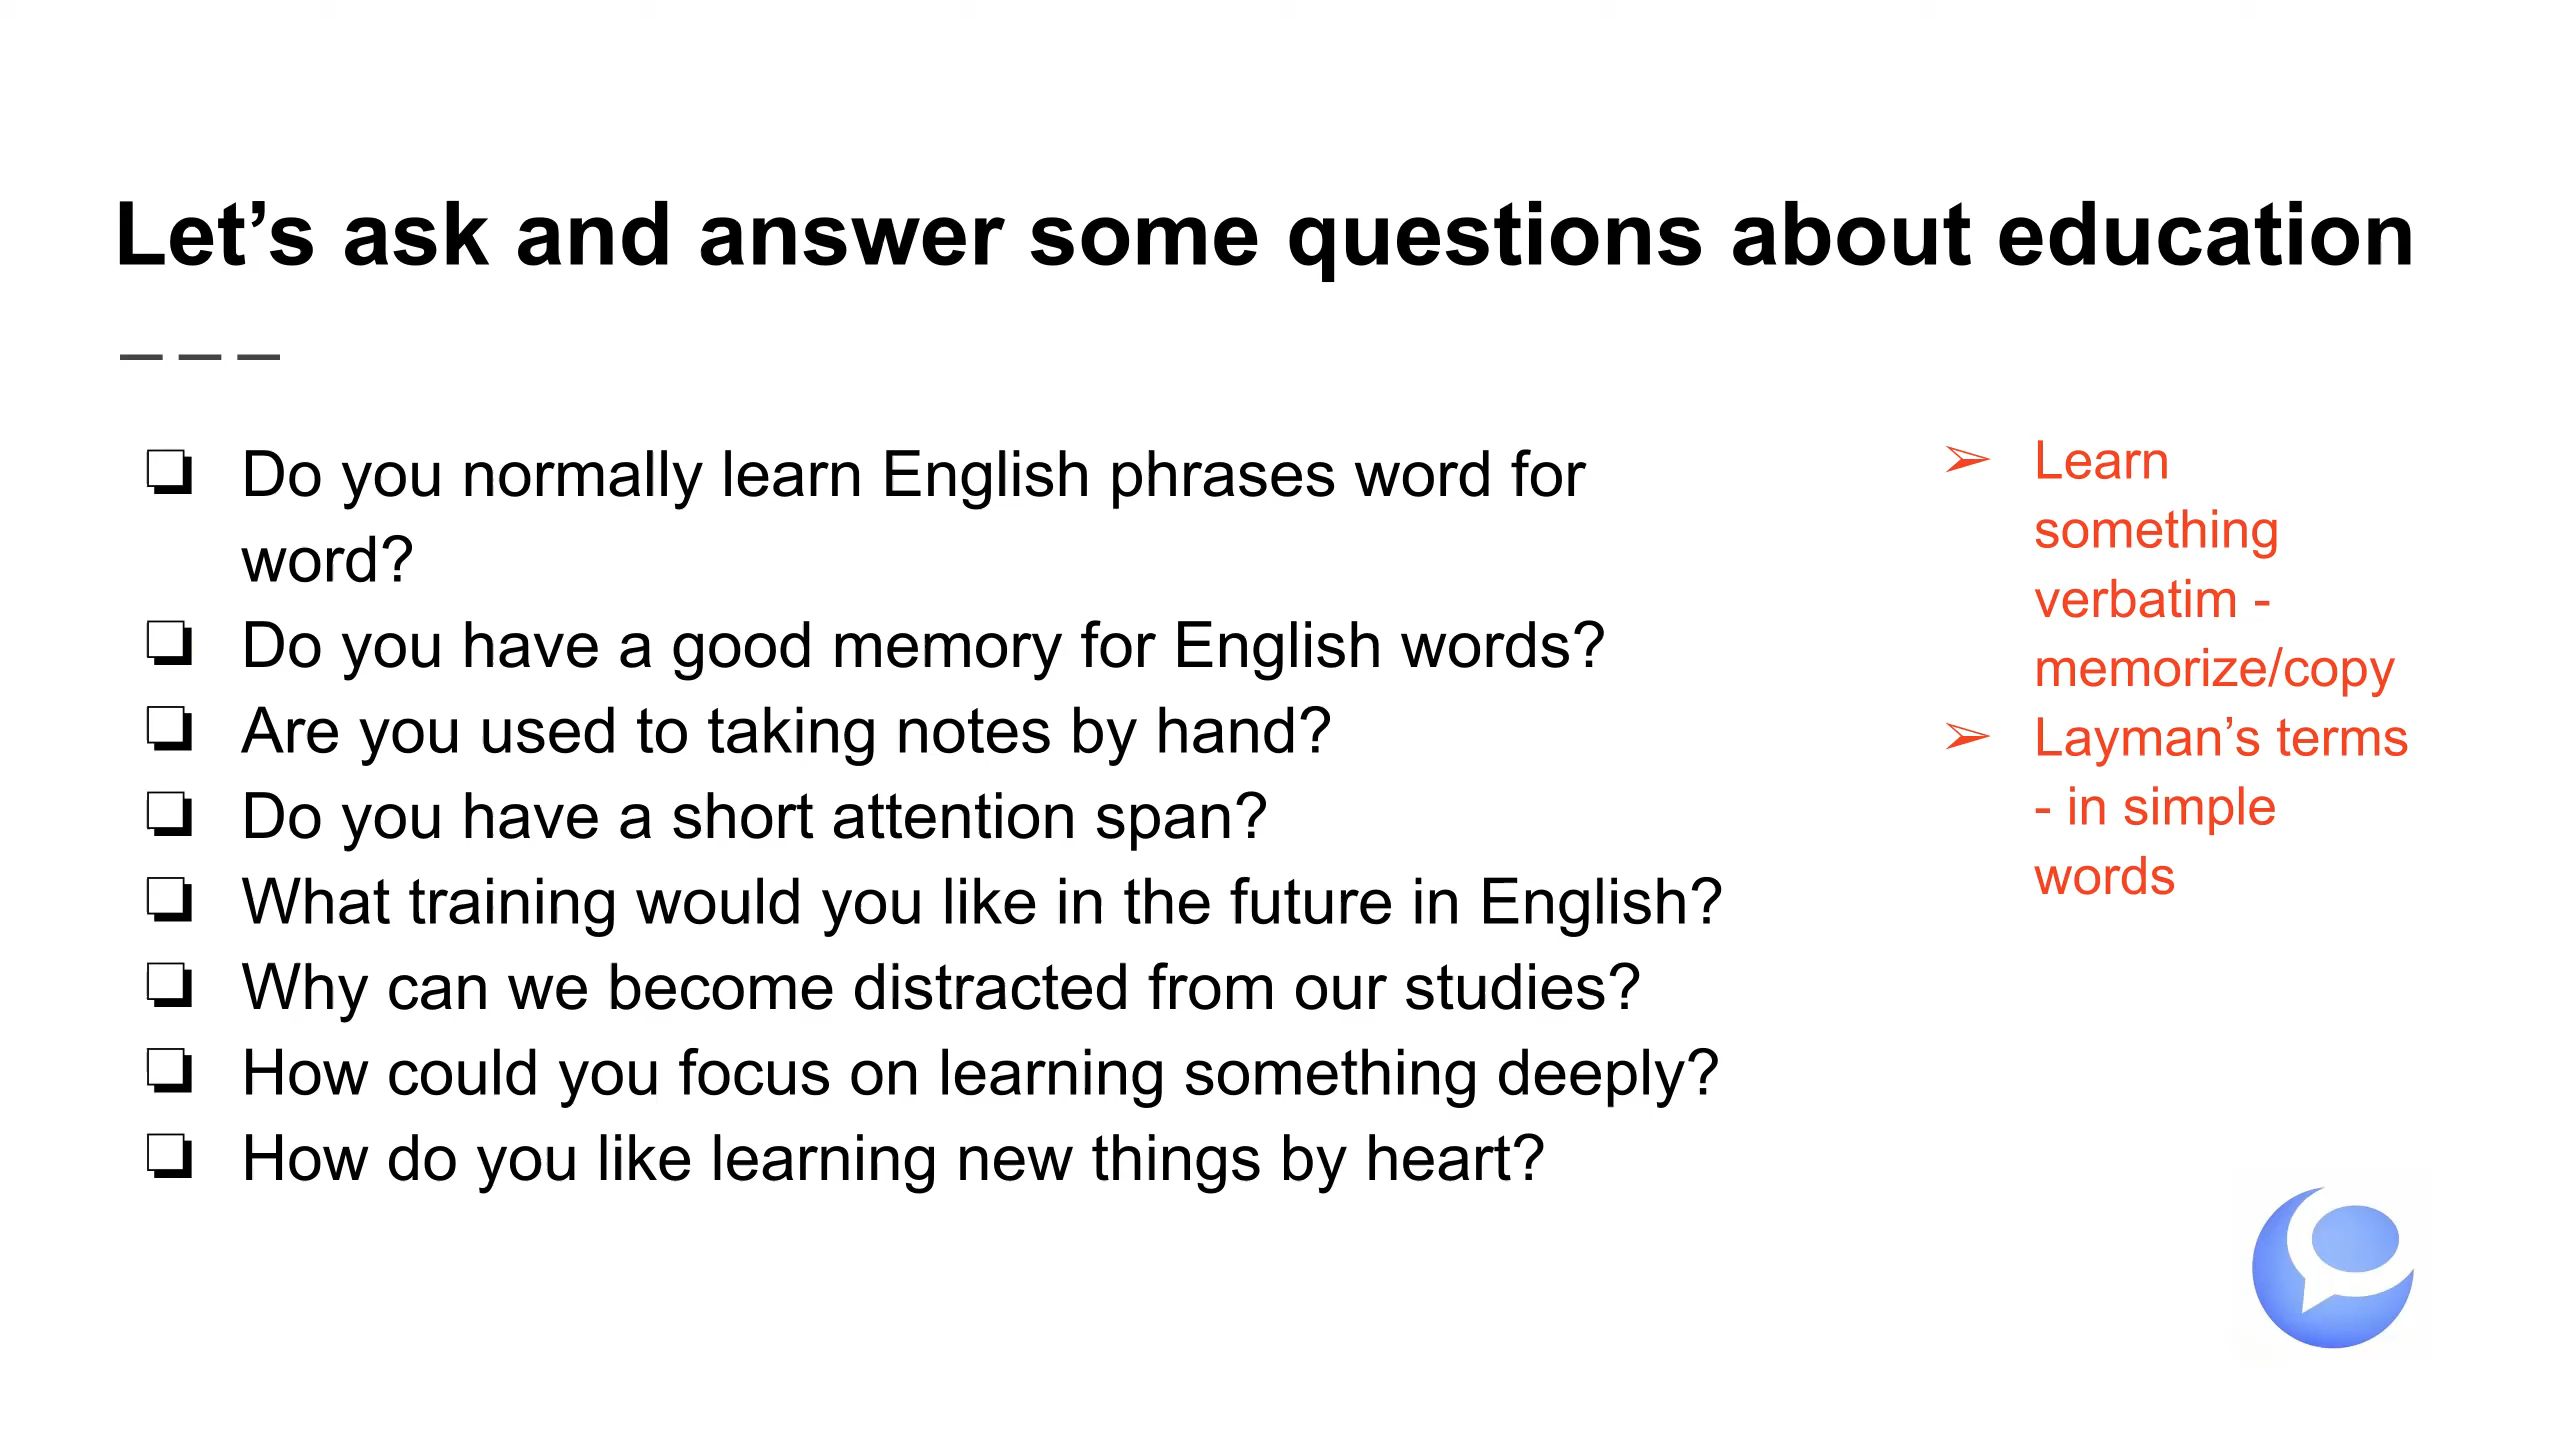 Let’s ask and answer some questions about education
❏ Do you normally learn English phrases word for
word?
❏ Do you have a good memory for English words?
❏ Are you used to taking notes by hand?
❏ Do you have a short attention span?
❏ What training would you like in the future in English?
❏ Why can we become distracted from our studies?
❏ How could you focus on learning something deeply?
❏ How do you like learning new things by heart?
➢ Learn
something
verbatim -
memorize/copy
➢ Layman’s terms
- in simple
words